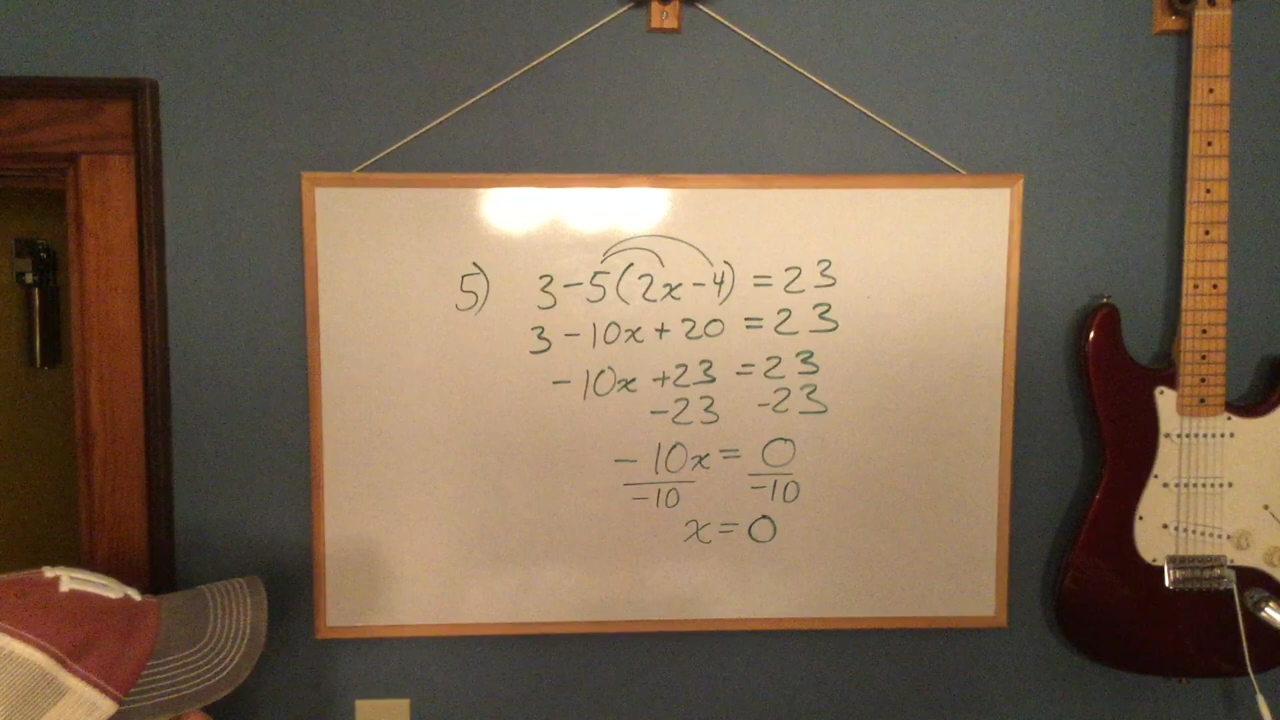 5) 3-5(2x-4) = 23
3-10x+20 = 23
-10x +23 = 23
-23 -23
-10x = 0
-10 -10
x = 0